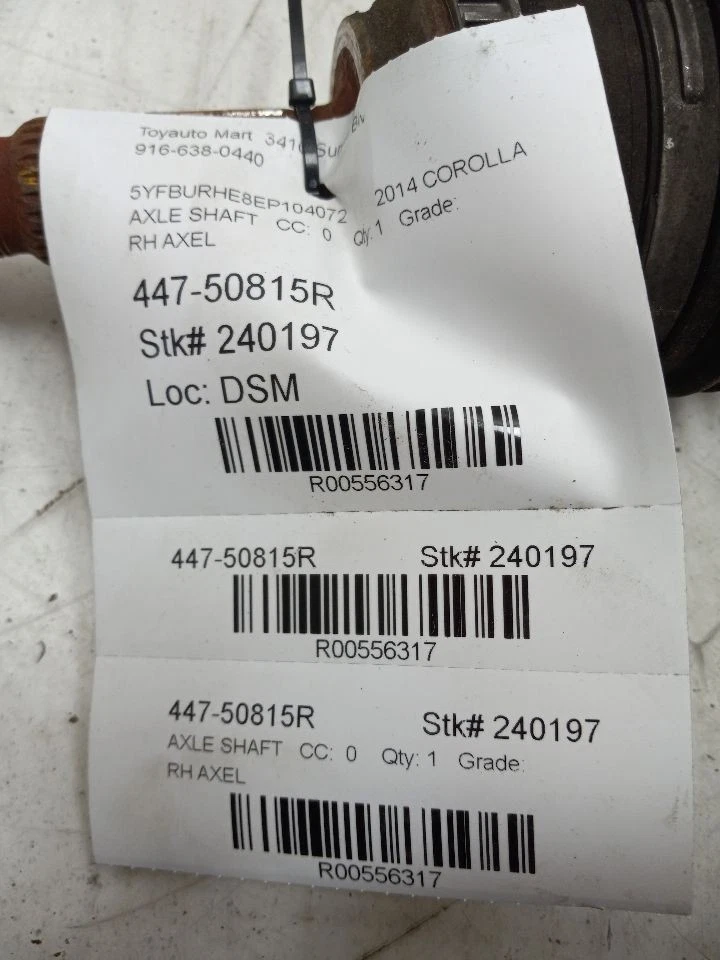 Toyauto Mart 3410
916-638-0440
5YFBURHE8EP104072 2014 COROLLA
AXLE SHAFT CC: 0 Qty: 1 Grade:
RH AXEL
447-50815R
Stk# 240197
Loc: DSM
R00556317
447-50815R Stk# 240197
R00556317
447-50815R Stk# 240197
AXLE SHAFT CC: 0 Qty: 1 Grade:
RH AXEL
R00556317